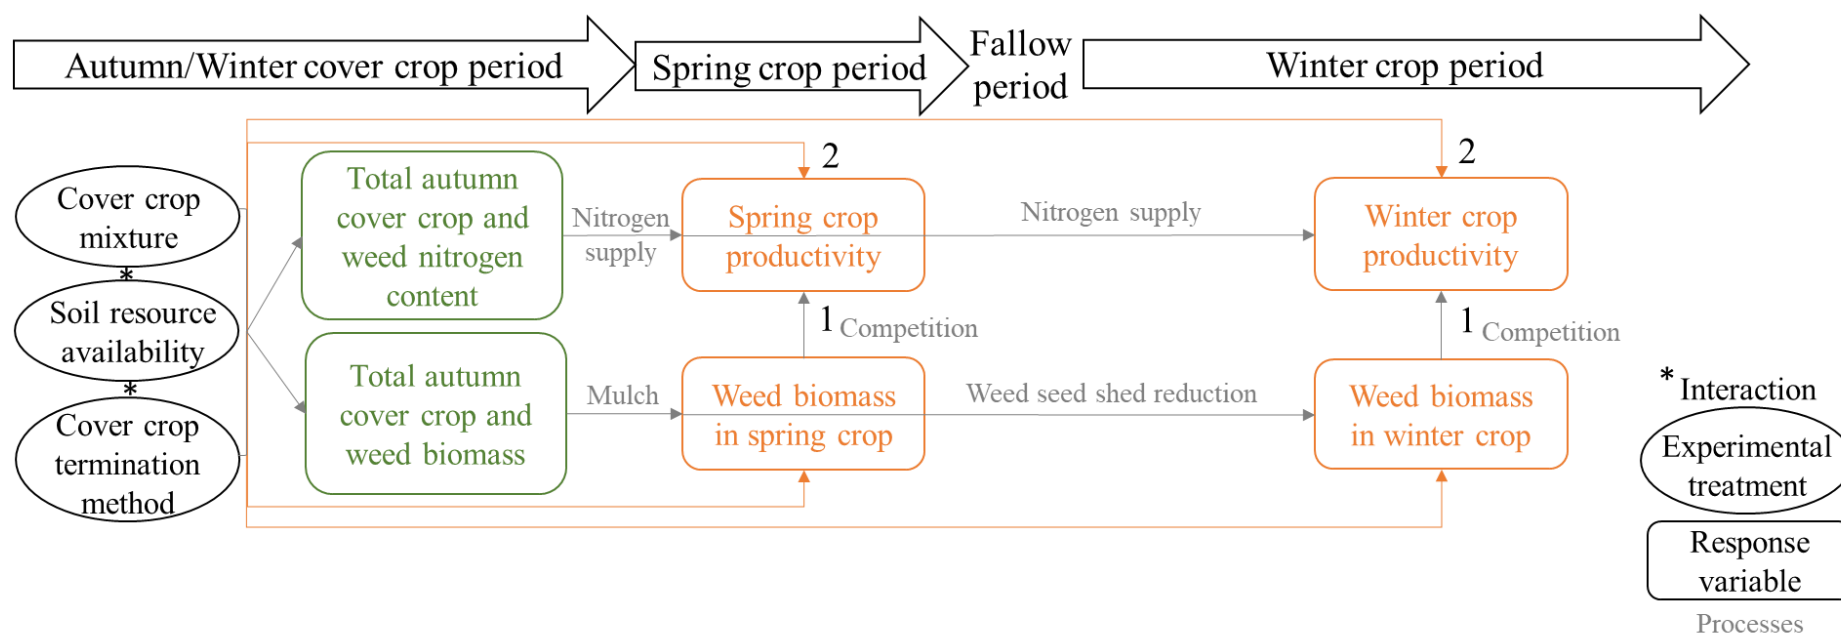 Autumn/Winter cover crop period
Spring crop period
Fallow
period
Winter crop period
Cover crop
mixture
*
Soil resource
availability
*
Cover crop
termination
method
Total autumn
cover crop and
weed nitrogen
content
Total autumn
cover crop and
weed biomass
Nitrogen
supply
Mulch
2
Spring crop
productivity
1 Competition
Weed biomass
in spring crop
Nitrogen supply
Weed seed shed reduction
2
Winter crop
productivity
1 Competition
Weed biomass
in winter crop
* Interaction
Experimental
treatment
Response
variable
Processes